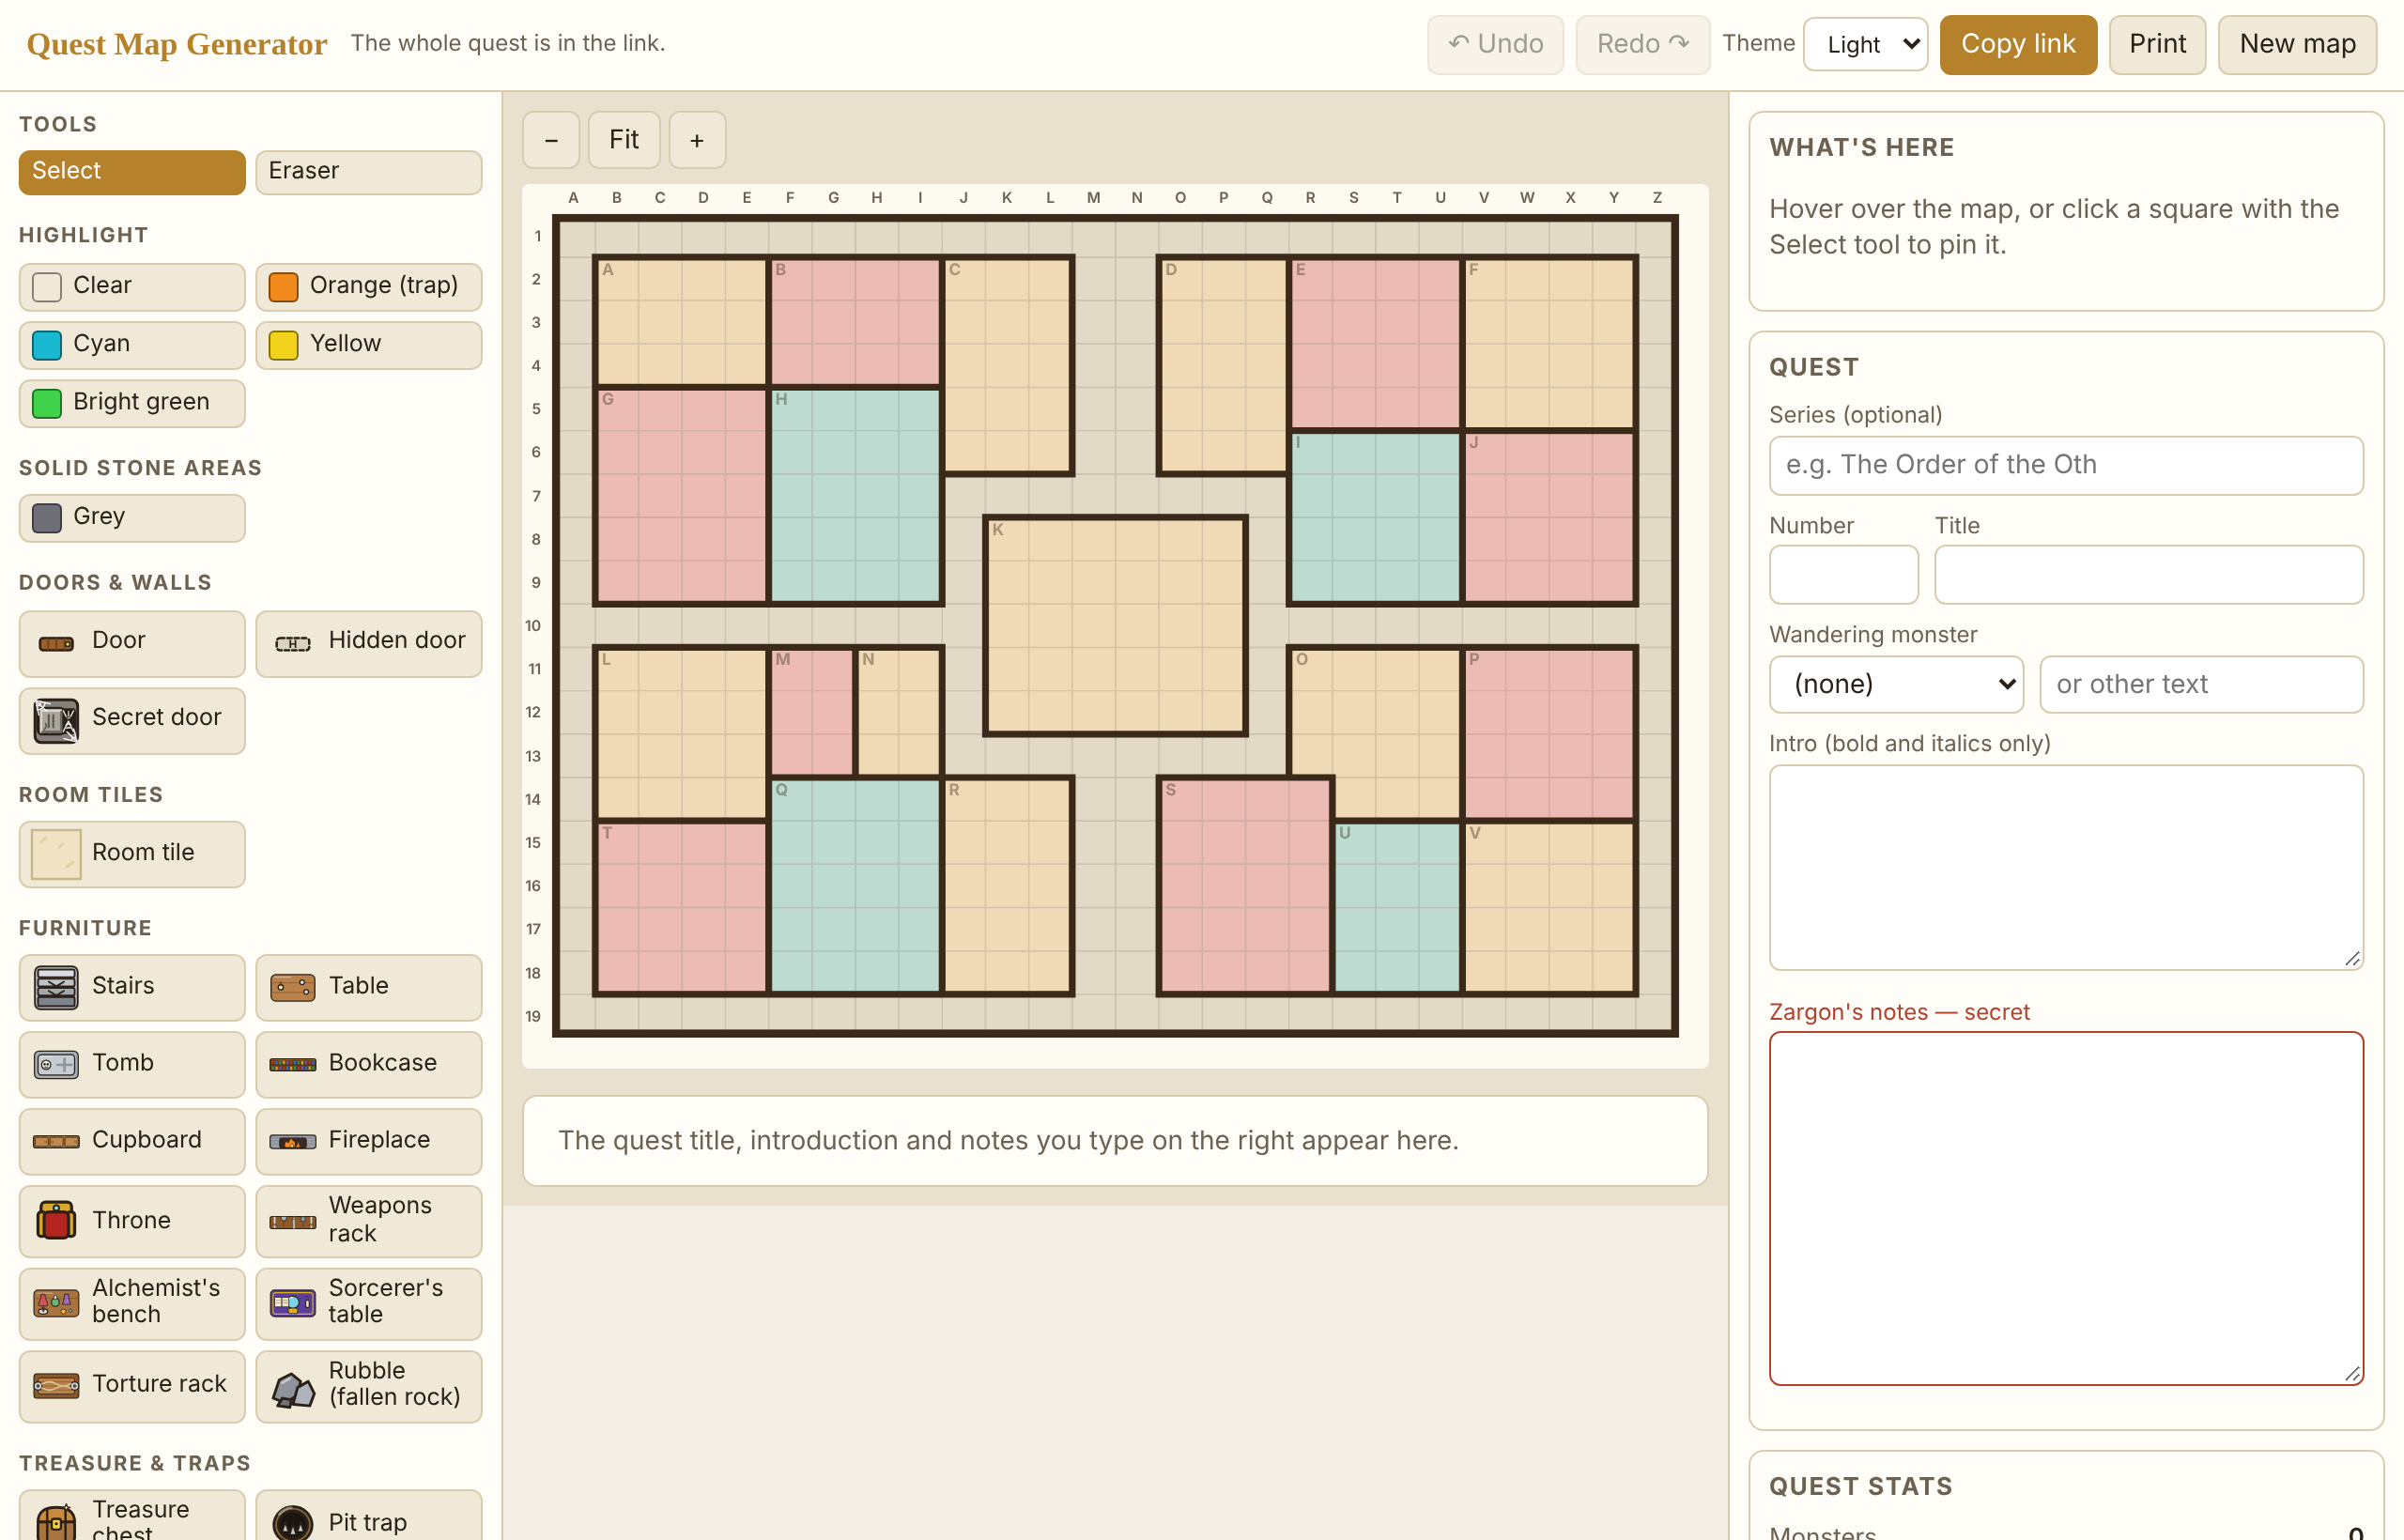 Quest Map Generator
The whole quest is in the link.
↶ Undo
Redo ↷
Theme
Light
Copy link
Print
New map
TOOLS
Select
Eraser
HIGHLIGHT
Clear
Orange (trap)
Cyan
Yellow
Bright green
SOLID STONE AREAS
Grey
DOORS & WALLS
Door
H
Hidden door
Secret door
ROOM TILES
Room tile
FURNITURE
Stairs
Table
Tomb
Bookcase
Cupboard
Fireplace
Throne
Weapons
rack
Alchemist's
bench
Sorcerer's
table
Torture rack
Rubble
(fallen rock)
TREASURE & TRAPS
Treasure
chest
Pit trap
−
Fit
+
A B C D E F G H I J K L M N O P Q R S T U V W X Y Z
1
2
3
4
5
6
7
8
9
10
11
12
13
14
15
16
17
18
19
A
B
C
D
E
F
G
H
I
J
K
L
M
N
O
P
Q
R
S
T
U
V
The quest title, introduction and notes you type on the right appear here.
WHAT'S HERE
Hover over the map, or click a square with the
Select tool to pin it.
QUEST
Series (optional)
e.g. The Order of the Oth
Number
Title
Wandering monster
(none)
or other text
Intro (bold and italics only)
Zargon's notes — secret
QUEST STATS
Monsters
0